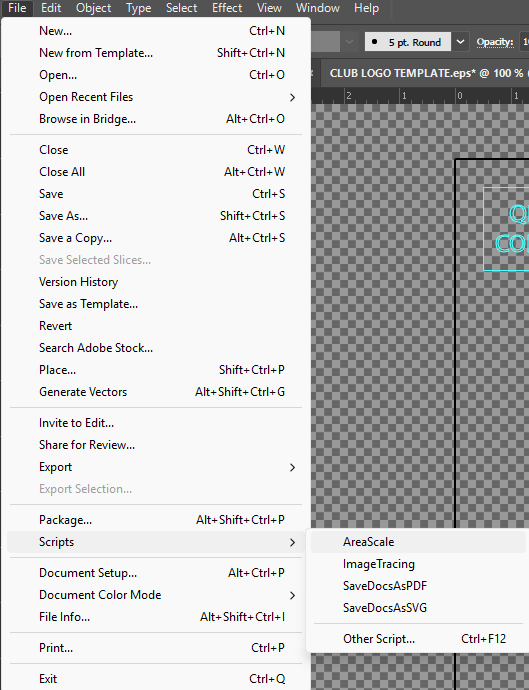 File Edit Object Type Select Effect View Window Help
5 pt. Round Opacity: 10
CLUB LOGO TEMPLATE.eps* @ 100 % (
2 1 0 1
New... Ctrl+N
New from Template... Shift+Ctrl+N
Open... Ctrl+O
Open Recent Files
Browse in Bridge... Alt+Ctrl+O
Close Ctrl+W
Close All Alt+Ctrl+W
Save Ctrl+S
Save As... Shift+Ctrl+S
Save a Copy... Alt+Ctrl+S
Save Selected Slices...
Version History
Save as Template...
Revert
Search Adobe Stock...
Place... Shift+Ctrl+P
Generate Vectors Alt+Shift+Ctrl+G
Invite to Edit...
Share for Review...
Export
Export Selection...
Package... Alt+Shift+Ctrl+P
Scripts
Document Setup... Alt+Ctrl+P
Document Color Mode
File Info... Alt+Shift+Ctrl+I
Print... Ctrl+P
Exit Ctrl+Q
AreaScale
ImageTracing
SaveDocsAsPDF
SaveDocsAsSVG
Other Script... Ctrl+F12